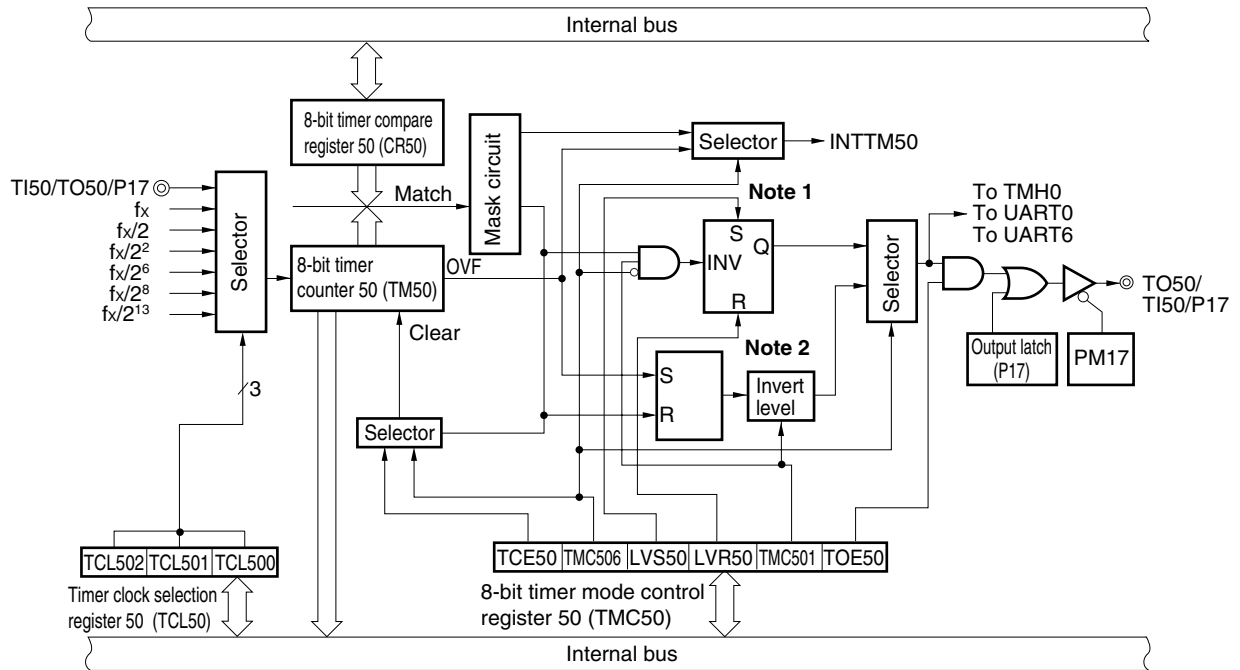 Internal bus
8-bit timer compare
register 50 (CR50)
Mask circuit
Selector
INTTM50
TI50/TO50/P17
fx
fx/2
fx/2²
fx/2⁶
fx/2⁸
fx/2¹³
Selector
Match
Note 1
To TMH0
To UART0
To UART6
8-bit timer
counter 50 (TM50)
OVF
S
Q
INV
R
Selector
TO50/
TI50/P17
Clear
Note 2
Output latch
(P17)
PM17
3
S
R
Invert
level
Selector
TCL502 TCL501 TCL500
TCE50 TMC506 LVS50 LVR50 TMC501 TOE50
Timer clock selection
register 50 (TCL50)
8-bit timer mode control
register 50 (TMC50)
Internal bus